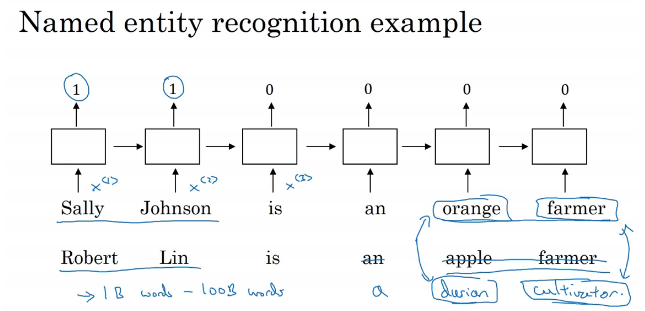 Named entity recognition example
1 1 0 0 0 0
x<1> x<2> x<3>
Sally Johnson is an orange farmer
Robert Lin is an apple farmer
→ 1B words - 100B words a durian cultivator.